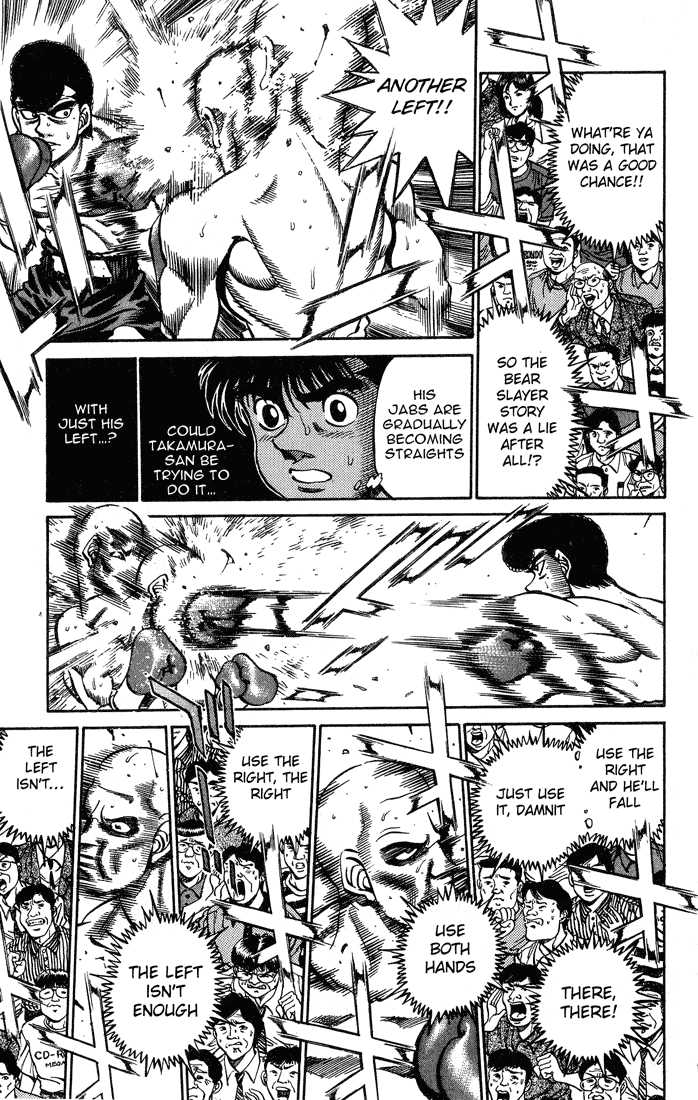 WHAT'RE YA
DOING, THAT
WAS A GOOD
CHANCE!!
ANOTHER
LEFT!!
SO THE
BEAR
SLAYER
STORY
WAS A LIE
AFTER
ALL!?
HIS
JABS ARE
GRADUALLY
BECOMING
STRAIGHTS
COULD
TAKAMURA-
SAN BE
TRYING TO
DO IT...
WITH
JUST HIS
LEFT...?
USE THE
RIGHT
AND HE'LL
FALL
JUST USE
IT, DAMNIT
THERE,
THERE!
USE
BOTH
HANDS
USE THE
RIGHT, THE
RIGHT
THE LEFT
ISN'T
ENOUGH
THE
LEFT
ISN'T...
CD-R